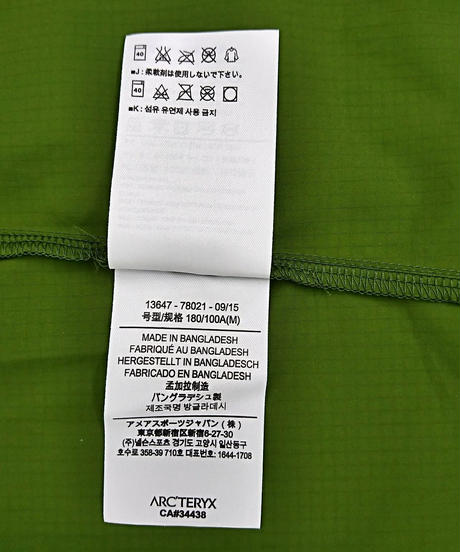 40
■J : 柔軟剤は使用しないで下さい。
40
■K : 섬유 유연제 사용 금지
13647 - 78021 - 09/15
号型/规格 180/100A(M)
MADE IN BANGLADESH
FABRIQUÉ AU BANGLADESH
HERGESTELLT IN BANGLADESCH
FABRICADO EN BANGLADESH
孟加拉制造
バングラデシュ製
제조국명 방글라데시
アメアスポーツジャパン (株)
東京都新宿区新宿6-27-30
(주)넬슨스포츠 경기도 고양시 일산동구
호수로 358-39 710호 대표번호: 1644-1708
ARC'TERYX
CA#34438